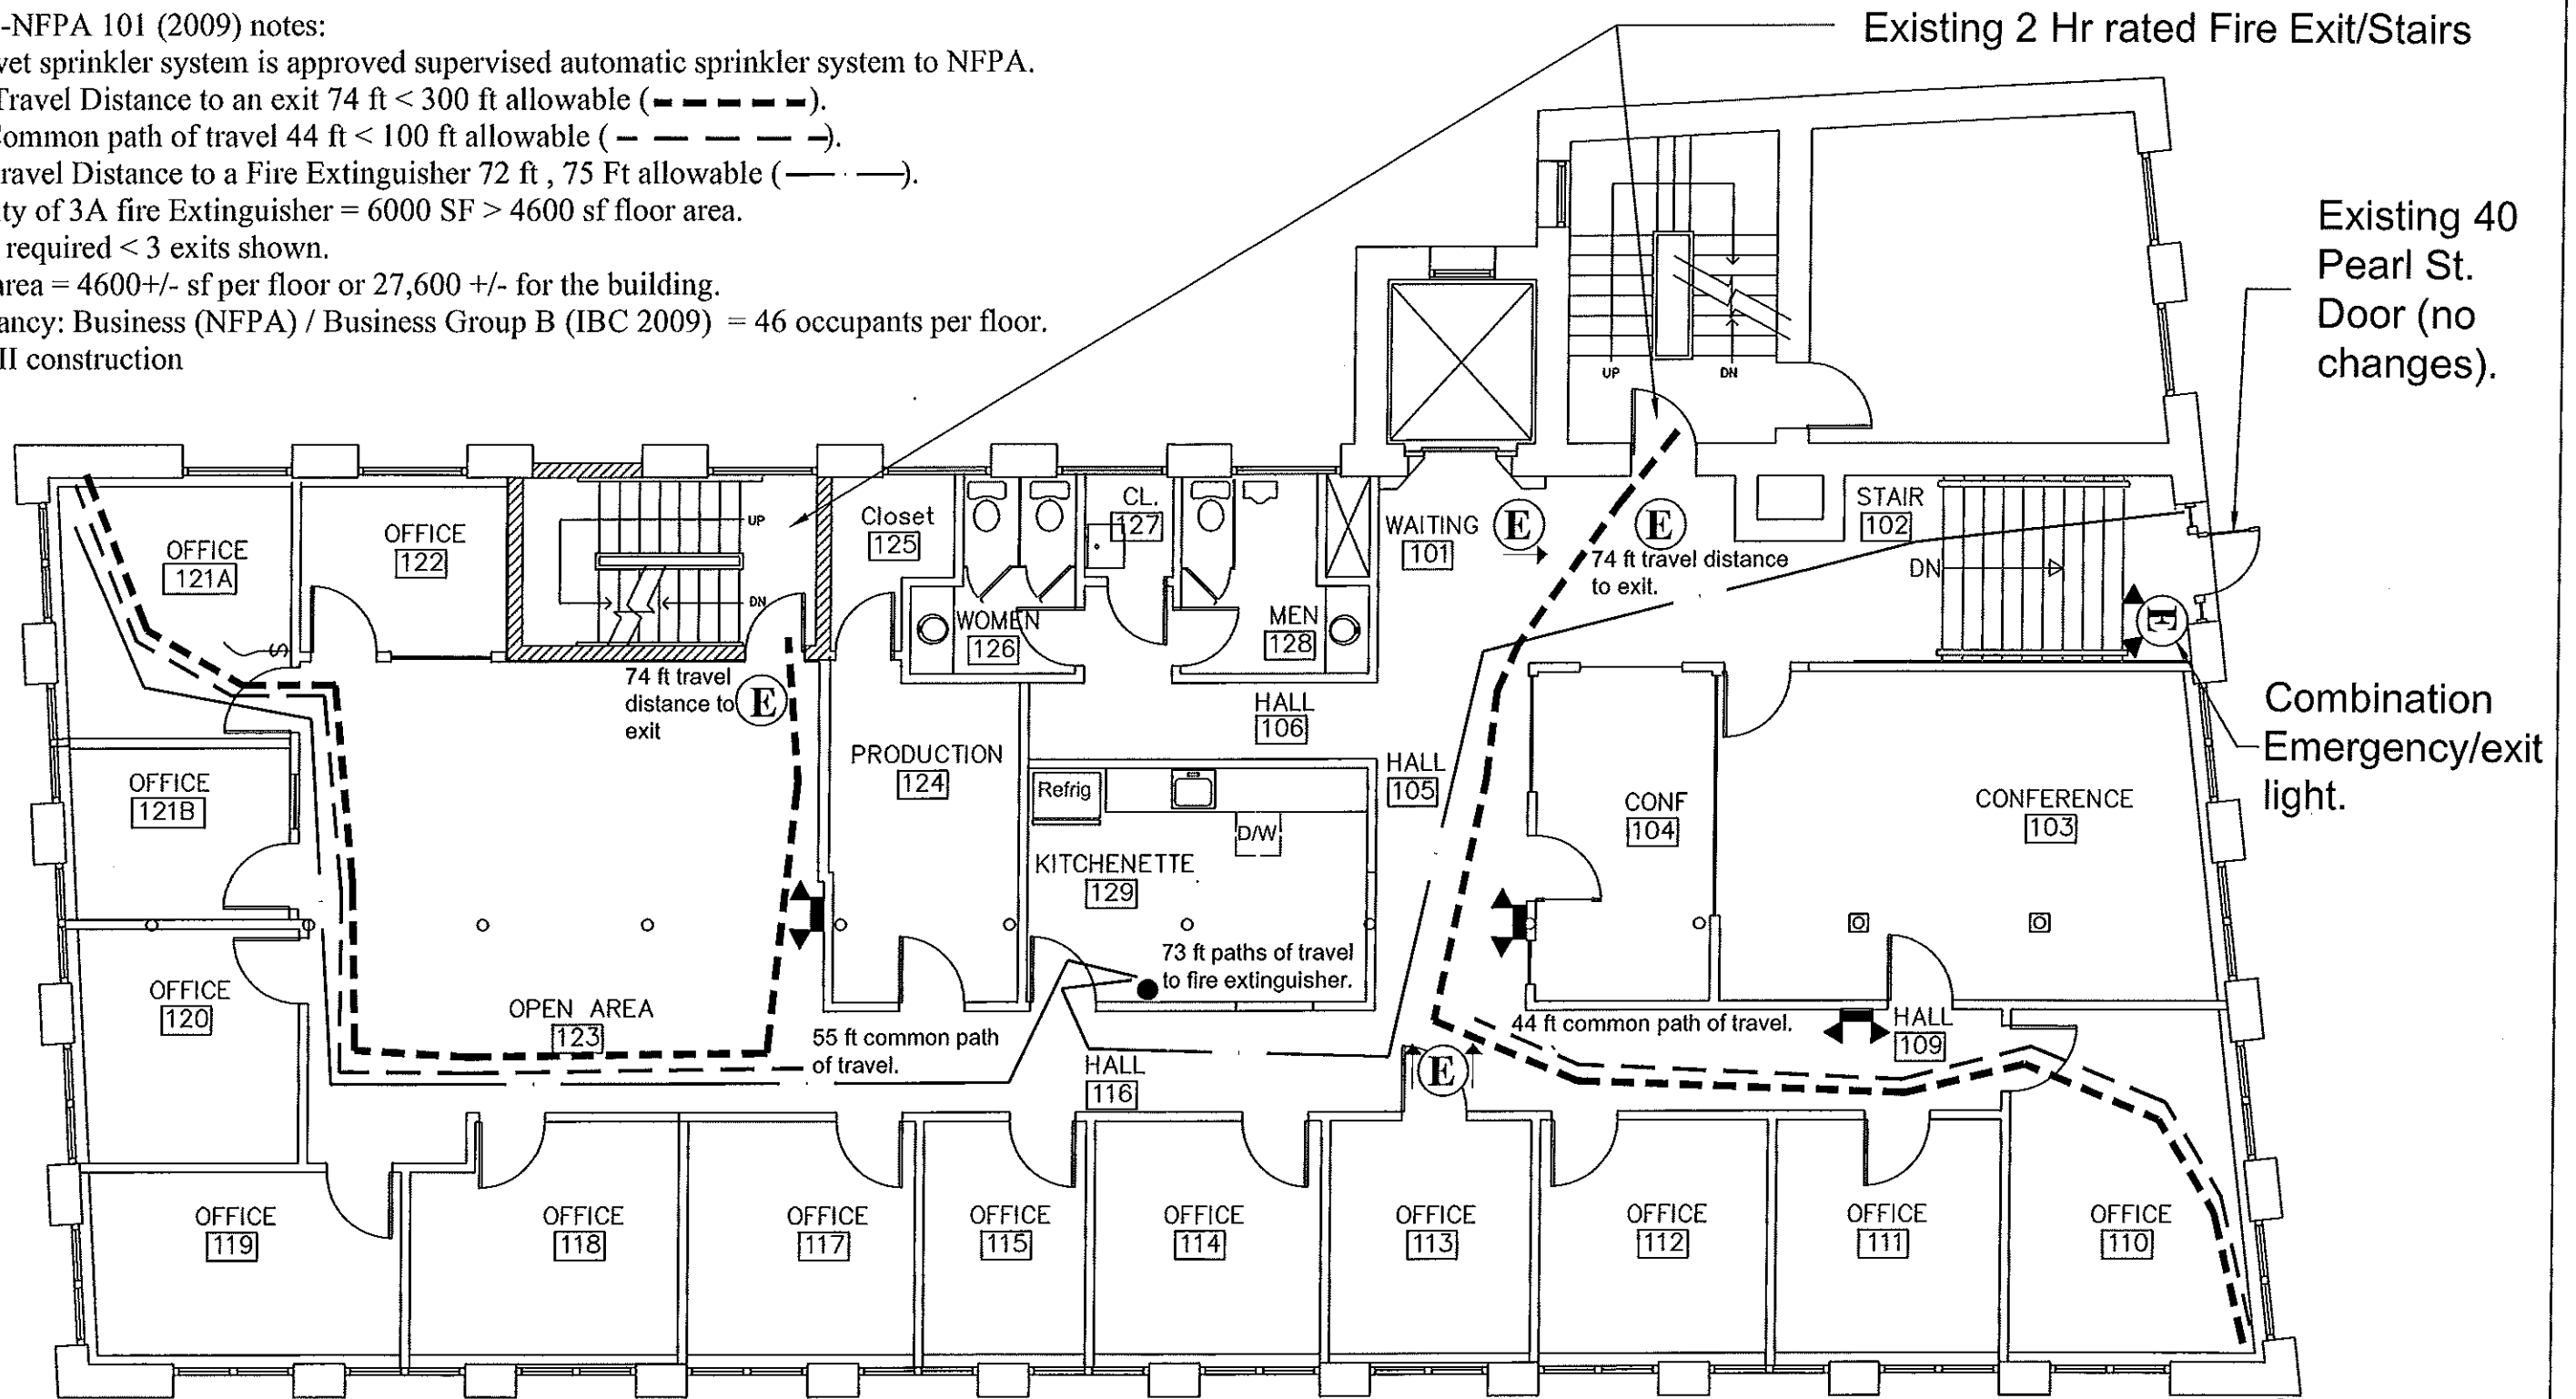 -NFPA 101 (2009) notes:
vet sprinkler system is approved supervised automatic sprinkler system to NFPA.
Travel Distance to an exit 74 ft < 300 ft allowable ( ).
Common path of travel 44 ft < 100 ft allowable ( ).
ravel Distance to a Fire Extinguisher 72 ft , 75 Ft allowable ( ).
ty of 3A fire Extinguisher = 6000 SF > 4600 sf floor area.
required < 3 exits shown.
area = 4600+/- sf per floor or 27,600 +/- for the building.
ancy: Business (NFPA) / Business Group B (IBC 2009) = 46 occupants per floor.
II construction
Existing 2 Hr rated Fire Exit/Stairs
Existing 40
Pearl St.
Door (no
changes).
UP
DN
OFFICE
121A
OFFICE
122
UP
DN
Closet
125
CL.
127
WOMEN
126
MEN
128
WAITING
101
E
E
74 ft travel distance
to exit.
STAIR
102
DN
E
S
74 ft travel
distance to
exit
E
HALL
106
Combination
Emergency/exit
light.
OFFICE
121B
PRODUCTION
124
Refrig
D/W
KITCHENETTE
129
HALL
105
CONF
104
CONFERENCE
103
73 ft paths of travel
to fire extinguisher.
OFFICE
120
OPEN AREA
123
55 ft common path
of travel.
HALL
116
E
44 ft common path of travel.
HALL
109
OFFICE
119
OFFICE
118
OFFICE
117
OFFICE
115
OFFICE
114
OFFICE
113
OFFICE
112
OFFICE
111
OFFICE
110